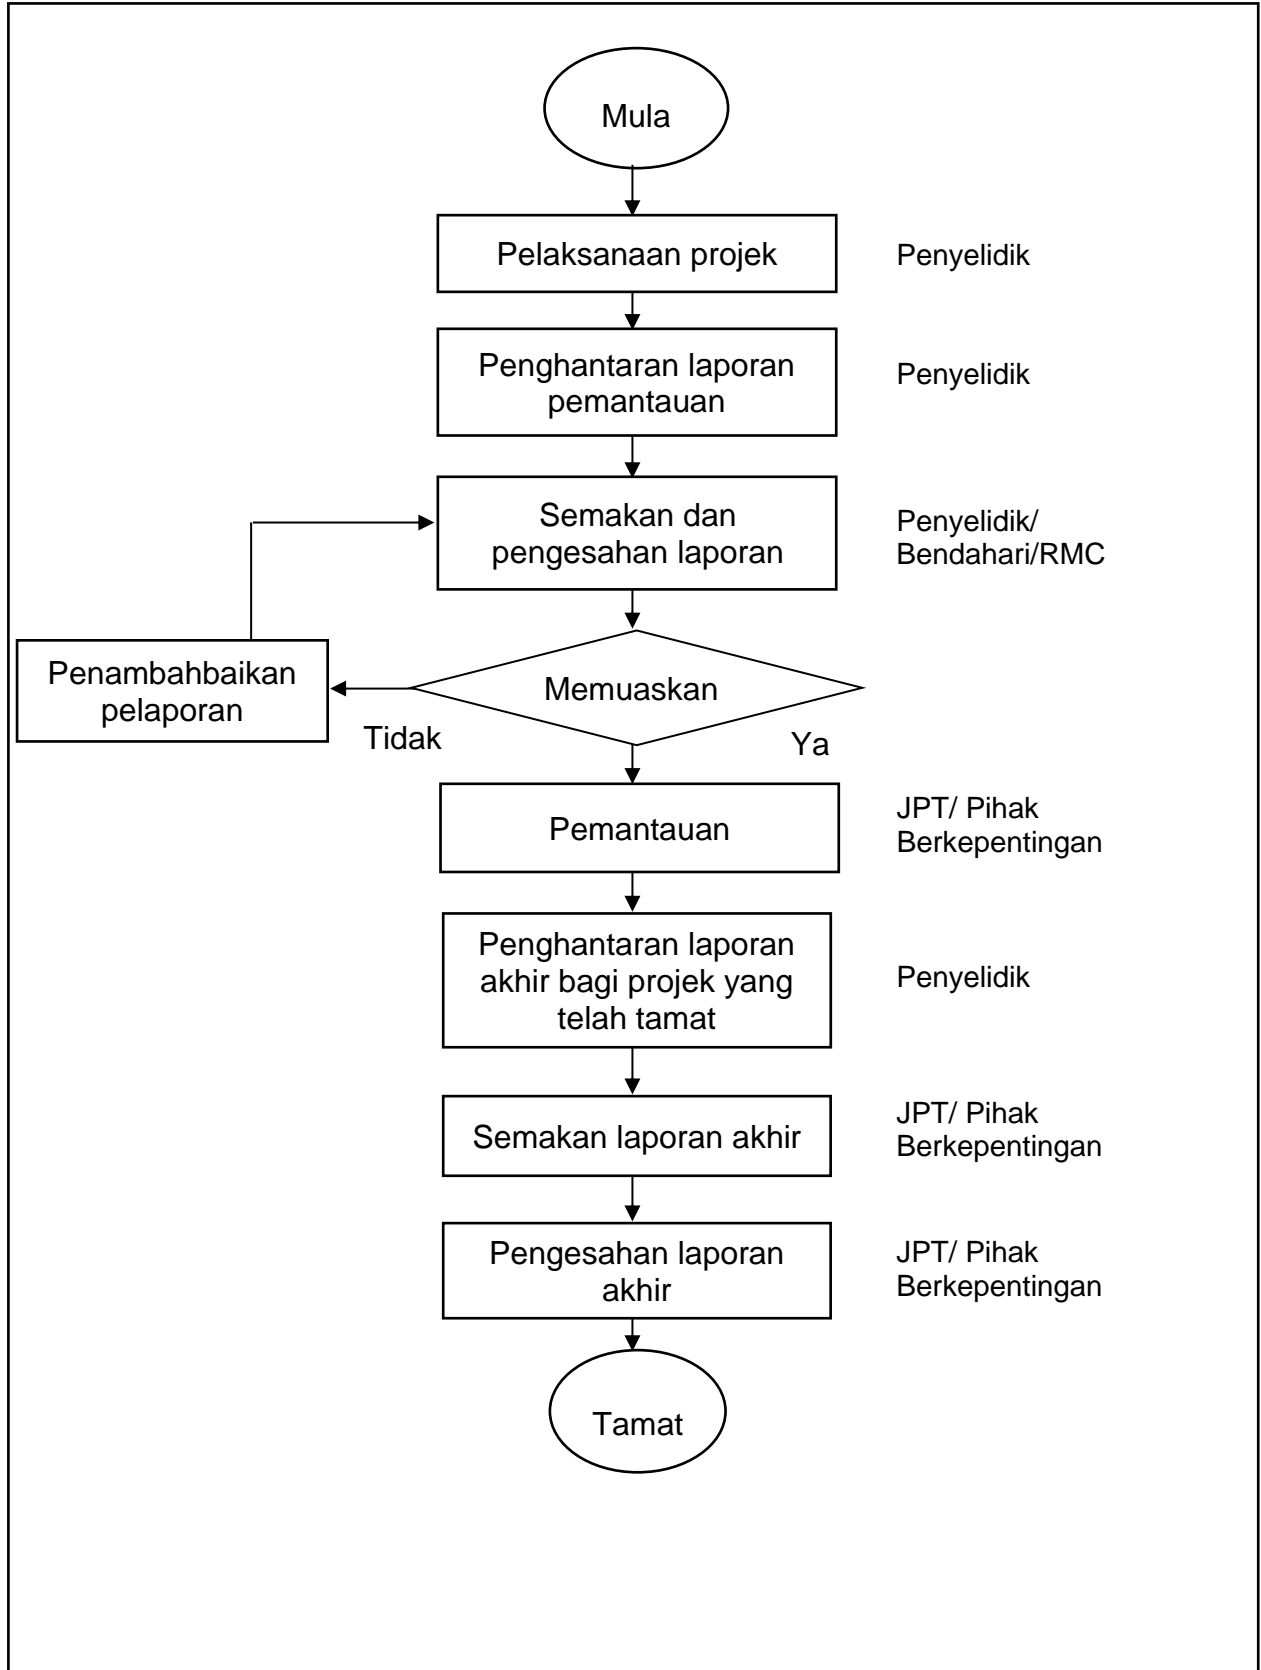 Mula
Pelaksanaan projek
Penyelidik
Penghantaran laporan
pemantauan
Penyelidik
Semakan dan
pengesahan laporan
Penyelidik/
Bendahari/RMC
Penambahbaikan
pelaporan
Memuaskan
Tidak
Ya
Pemantauan
JPT/ Pihak
Berkepentingan
Penghantaran laporan
akhir bagi projek yang
telah tamat
Penyelidik
Semakan laporan akhir
JPT/ Pihak
Berkepentingan
Pengesahan laporan
akhir
JPT/ Pihak
Berkepentingan
Tamat